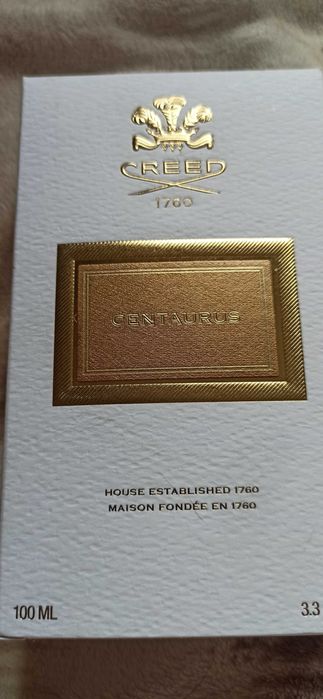 CREED
1760
CENTAURUS
HOUSE ESTABLISHED 1760
MAISON FONDÉE EN 1760
100 ML
3.3